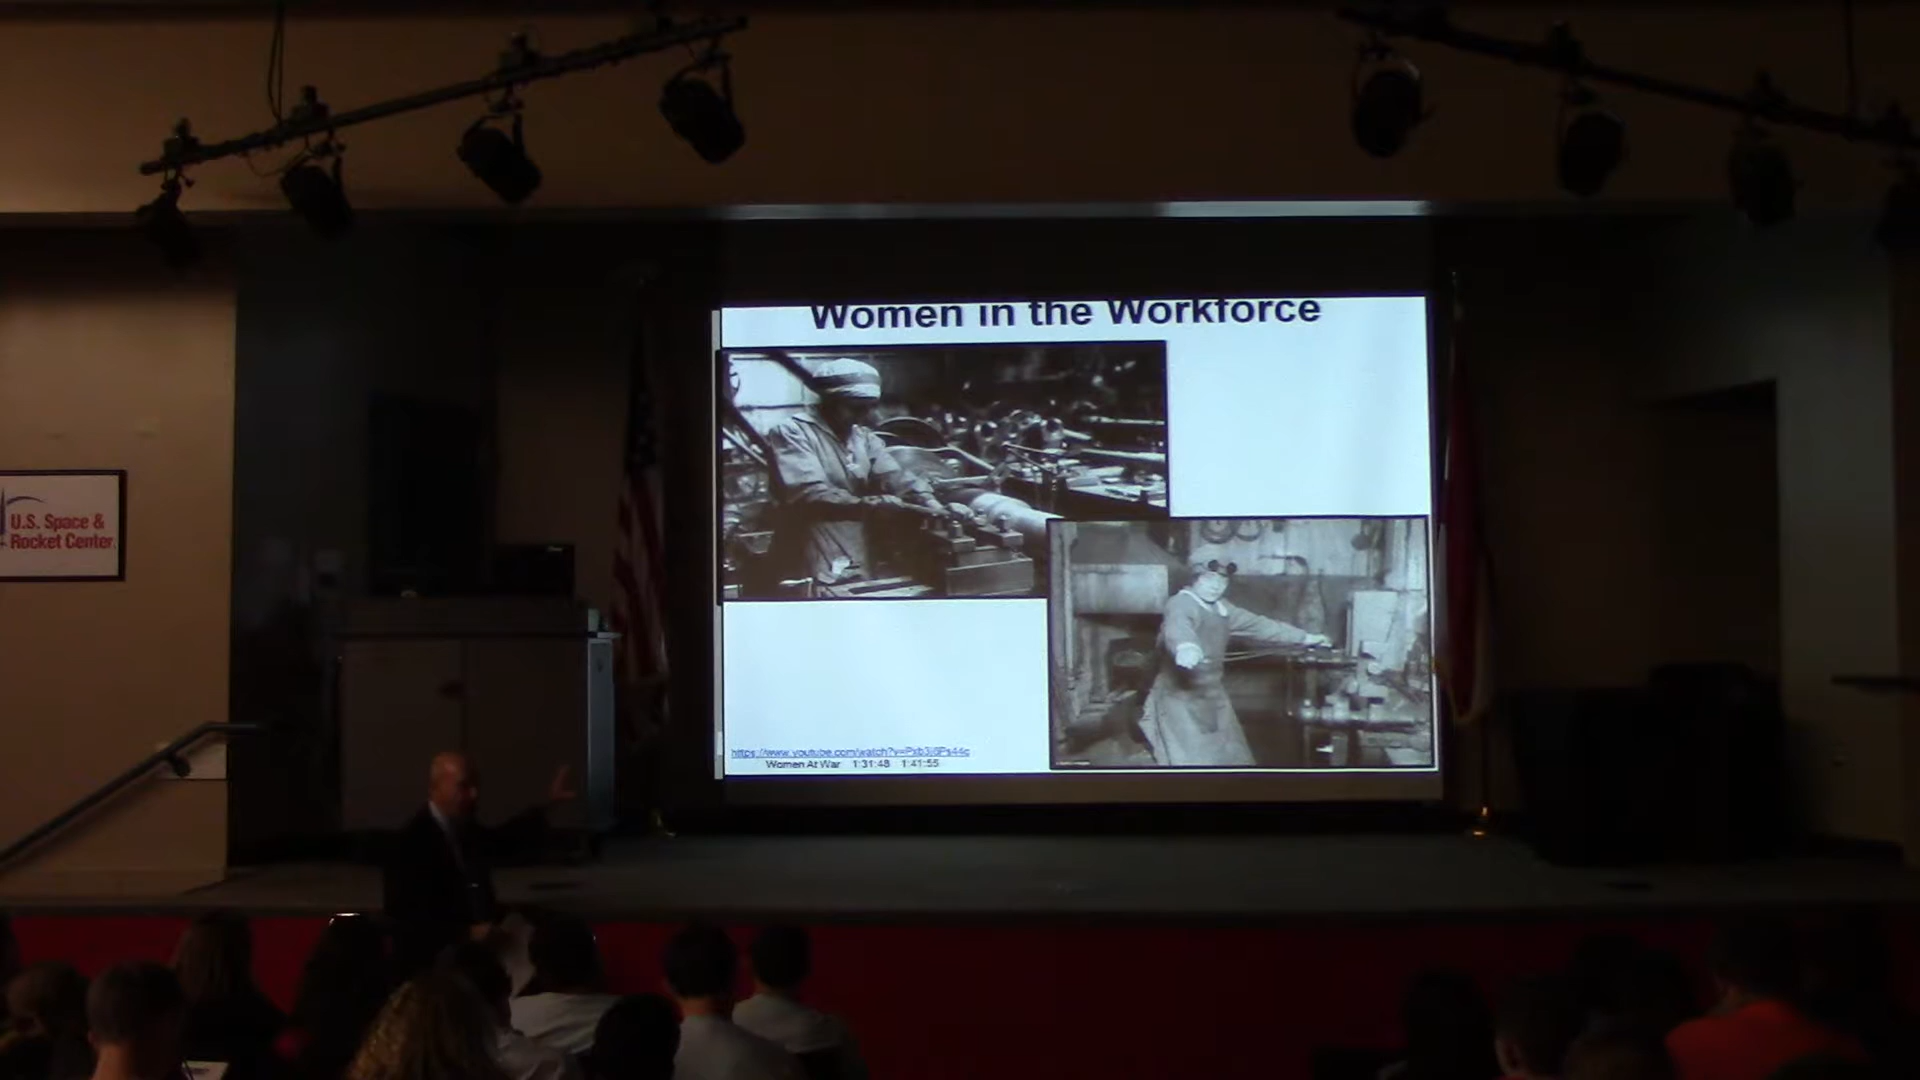 Women in the Workforce
U.S. Space &
Rocket Center
Women At War 1:31:48 1:41:55